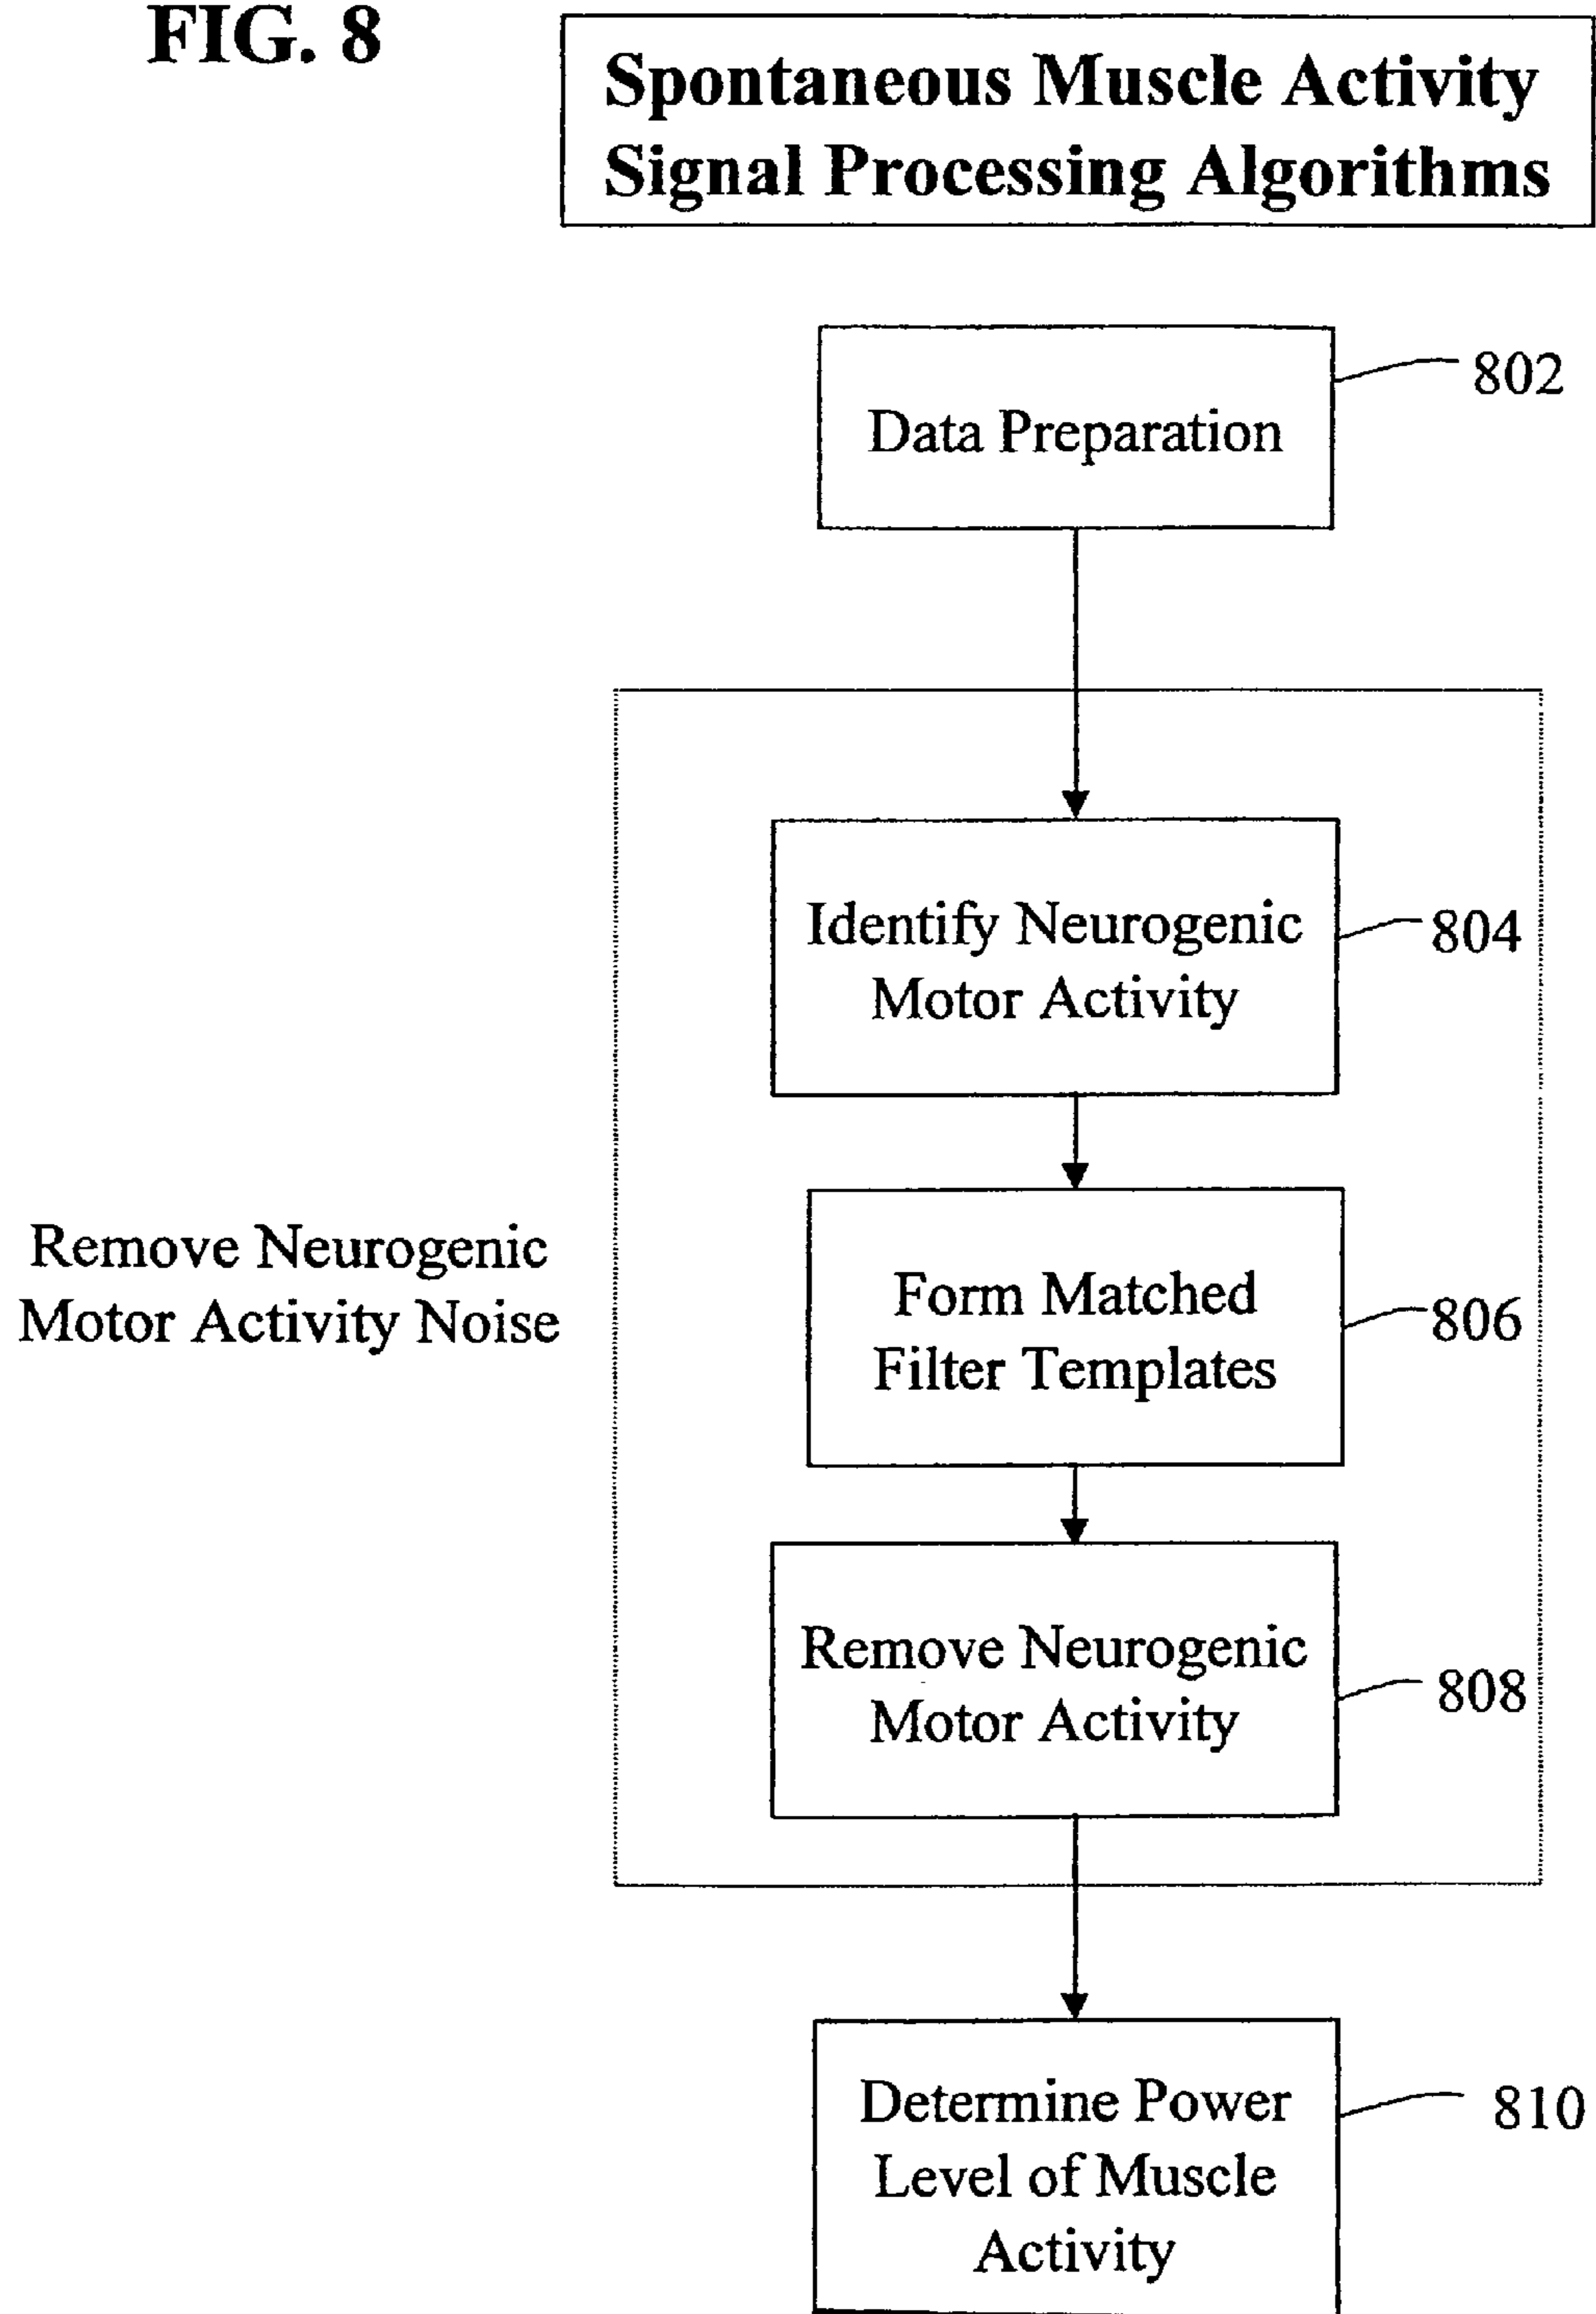 FIG. 8
Spontaneous Muscle Activity
Signal Processing Algorithms
802
Data Preparation
Identify Neurogenic
Motor Activity
804
Remove Neurogenic
Motor Activity Noise
Form Matched
Filter Templates
806
Remove Neurogenic
Motor Activity
808
Determine Power
Level of Muscle
Activity
810